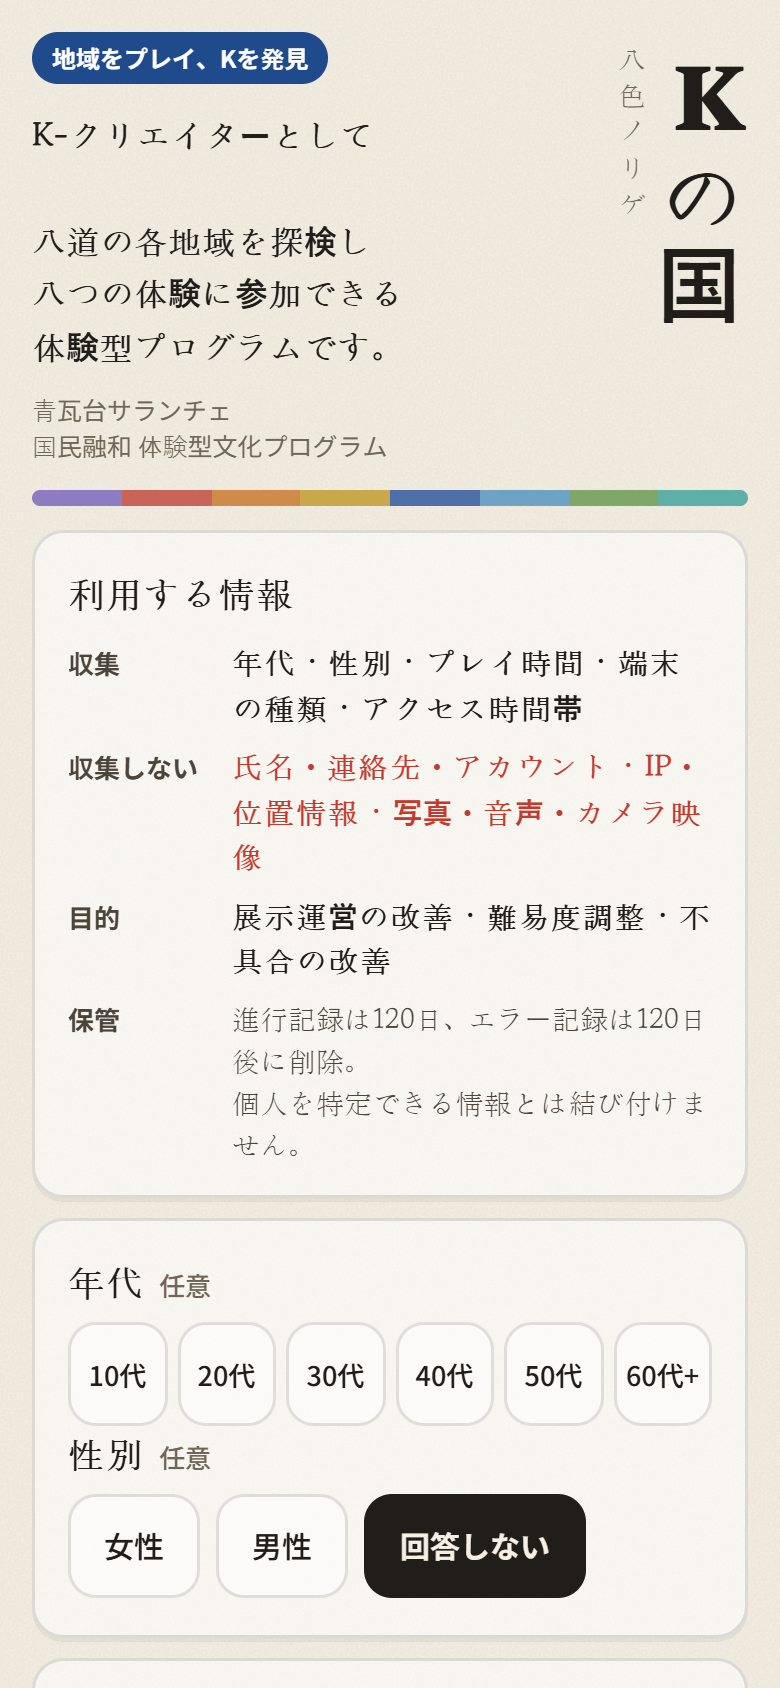 地域をプレイ、Kを発見
Kの国
八色ノリゲ
K-クリエイターとして
八道の各地域を探検し
八つの体験に参加できる
体験型プログラムです。
青瓦台サランチェ
国民融和 体験型文化プログラム
利用する情報
収集
年代・性別・プレイ時間・端末
の種類・アクセス時間帯
収集しない
氏名・連絡先・アカウント・IP・
位置情報・写真・音声・カメラ映
像
目的
展示運営の改善・難易度調整・不
具合の改善
保管
進行記録は120日、エラー記録は120日
後に削除。
個人を特定できる情報とは結び付けま
せん。
年代 任意
10代 20代 30代 40代 50代 60代+
性別 任意
女性 男性 回答しない